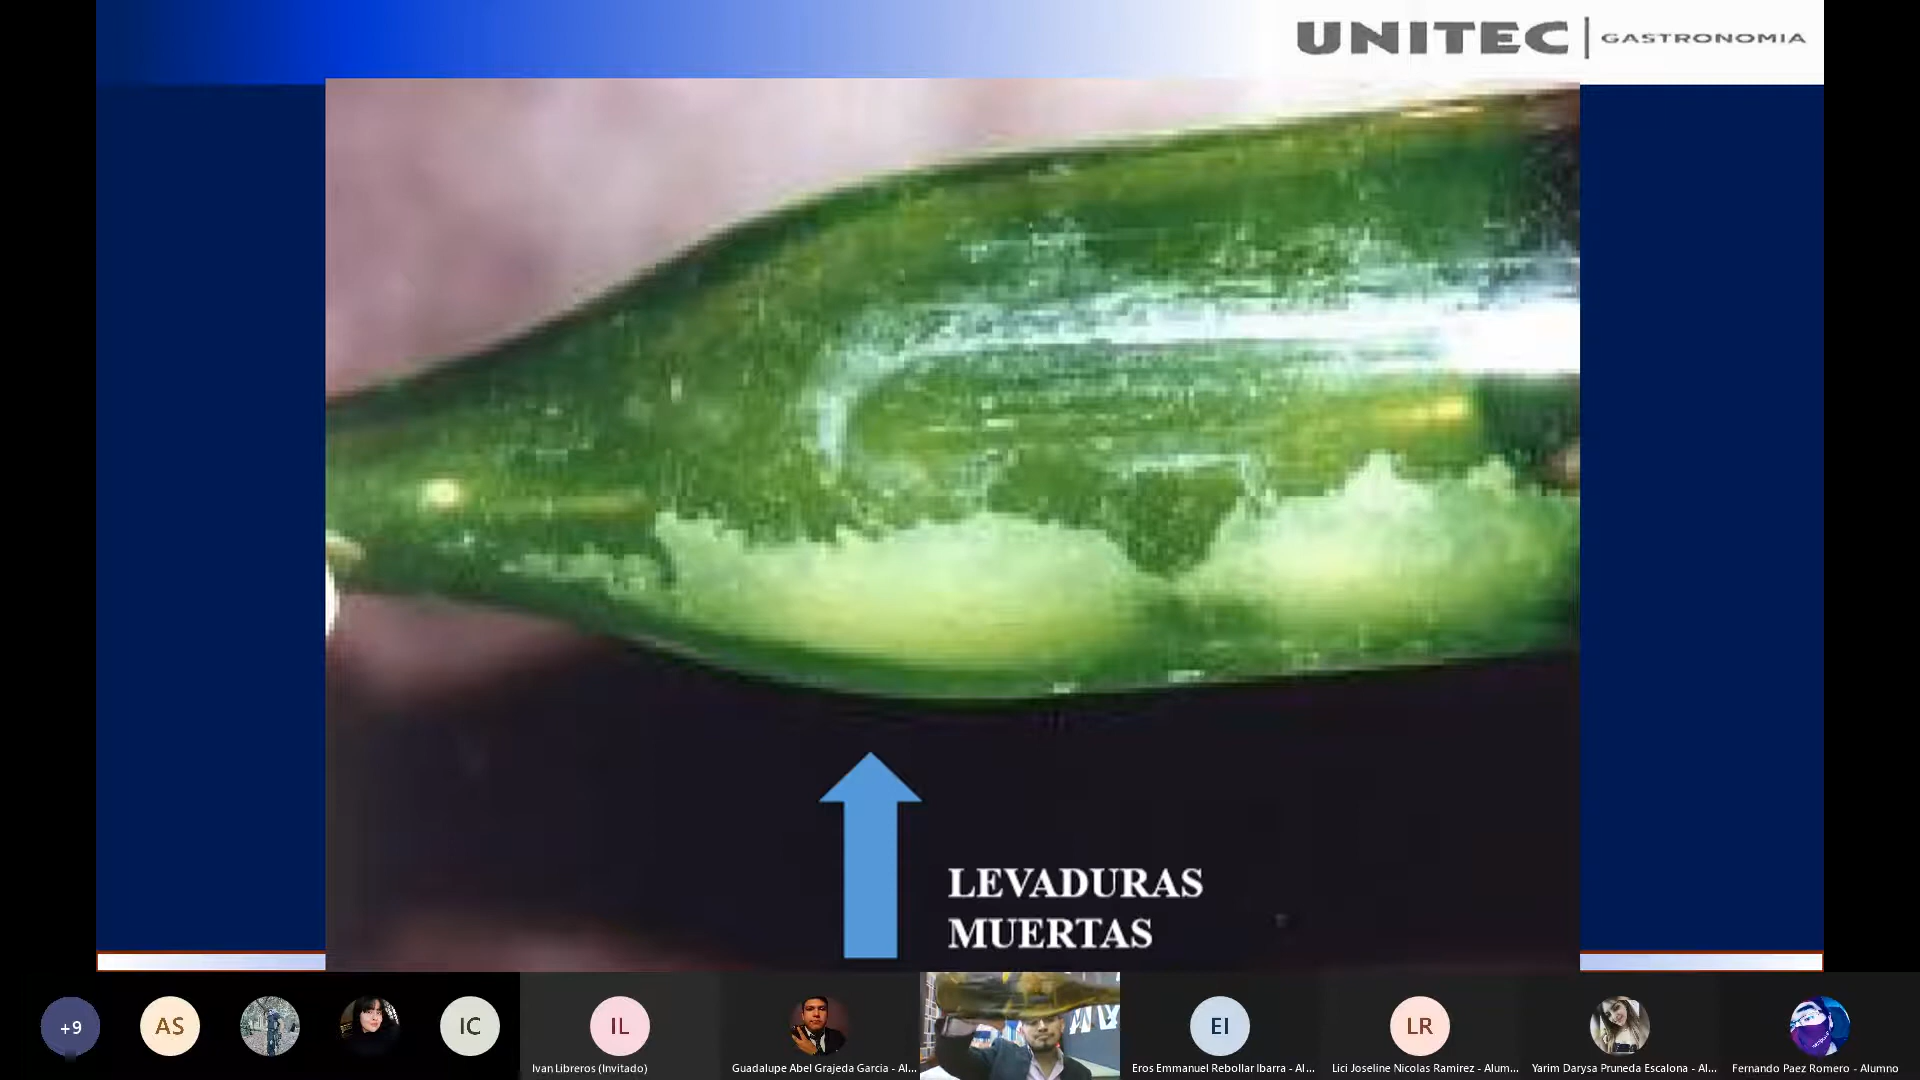 UNITEC | GASTRONOMIA
LEVADURAS
MUERTAS
+9
AS
IC
IL
EI
LR
Ivan Libreros (Invitado)
Guadalupe Abel Grajeda Garcia - Al...
Eros Emmanuel Rebollar Ibarra - Al...
Lici Joseline Nicolas Ramirez - Alum...
Yarim Darysa Pruneda Escalona - Al...
Fernando Paez Romero - Alumno